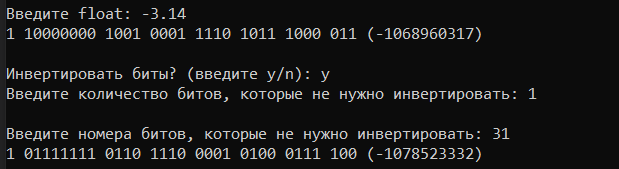 Введите float: -3.14
1 10000000 1001 0001 1110 1011 1000 011 (-1068960317)
Инвертировать биты? (введите y/n): y
Введите количество битов, которые не нужно инвертировать: 1
Введите номера битов, которые не нужно инвертировать: 31
1 01111111 0110 1110 0001 0100 0111 100 (-1078523332)